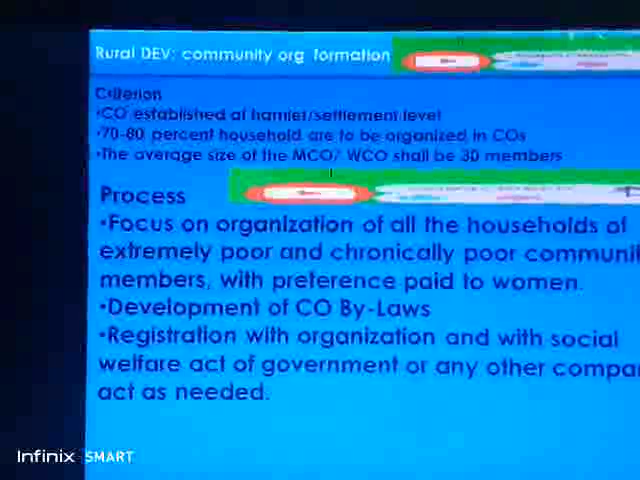 Rural DEV: community org formation
Criterion
•CO established at hamlet/settlement level
•70-80 percent household are to be organized in COs
•The average size of the MCO/ WCO shall be 30 members
Process
•Focus on organization of all the households of
extremely poor and chronically poor communi
members, with preference paid to women.
•Development of CO By-Laws
•Registration with organization and with social
welfare act of government or any other compa
act as needed.
Infinix SMART